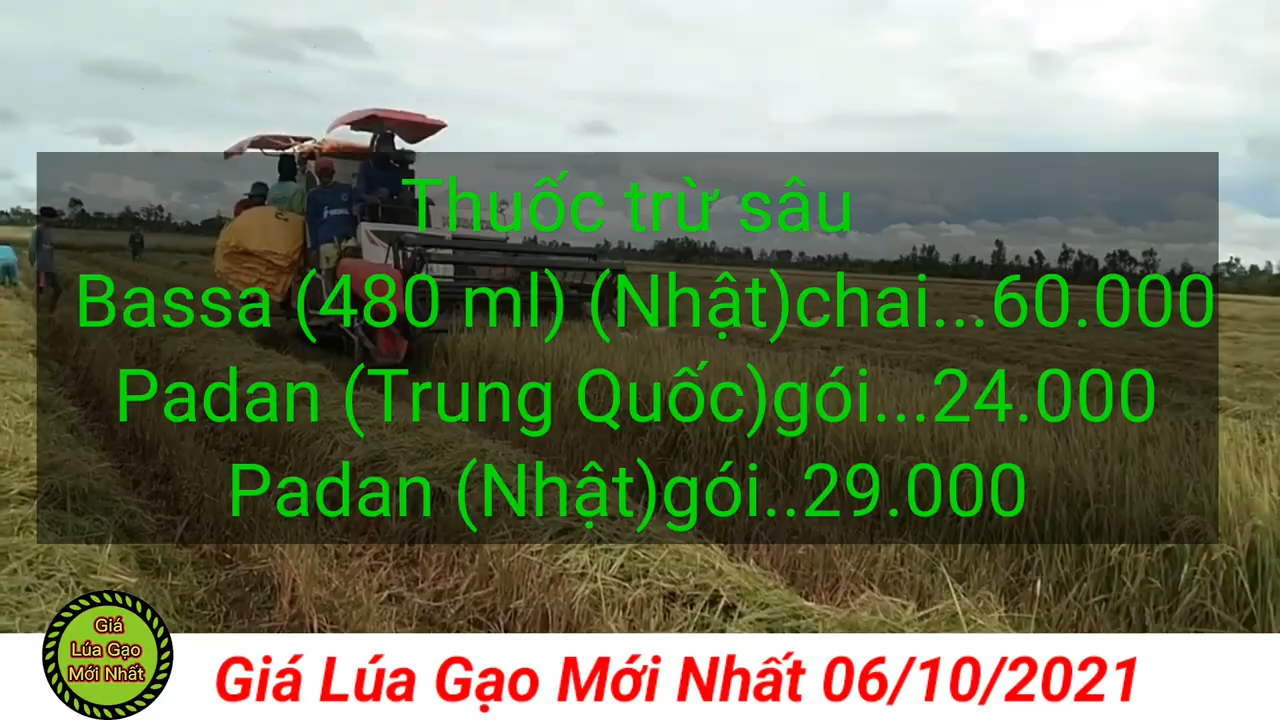 Thuốc trừ sâu
Bassa (480 ml) (Nhật)chai...60.000
Padan (Trung Quốc)gói...24.000
Padan (Nhật)gói..29.000
Giá
Lúa Gạo
Mới Nhất
Giá Lúa Gạo Mới Nhất 06/10/2021